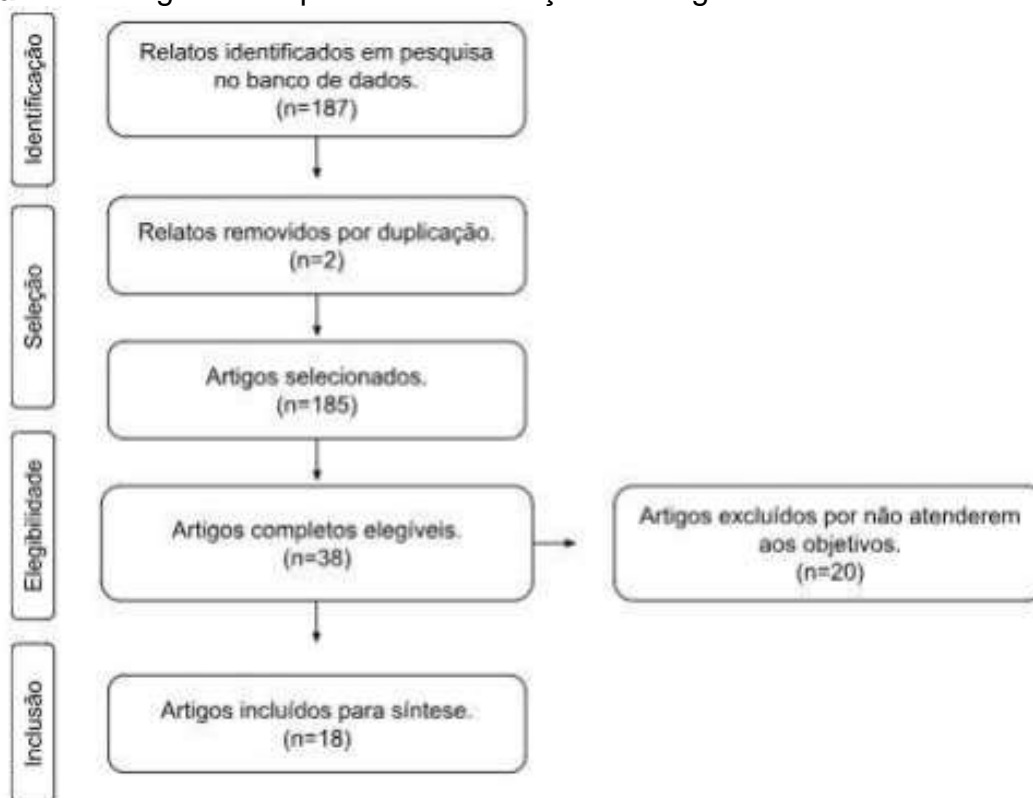 Identificação
Relatos identificados em pesquisa
no banco de dados.
(n=187)
Seleção
Relatos removidos por duplicação.
(n=2)
Artigos selecionados.
(n=185)
Elegibilidade
Artigos completos elegíveis.
(n=38)
Artigos excluídos por não atenderem
aos objetivos.
(n=20)
Inclusão
Artigos incluídos para síntese.
(n=18)